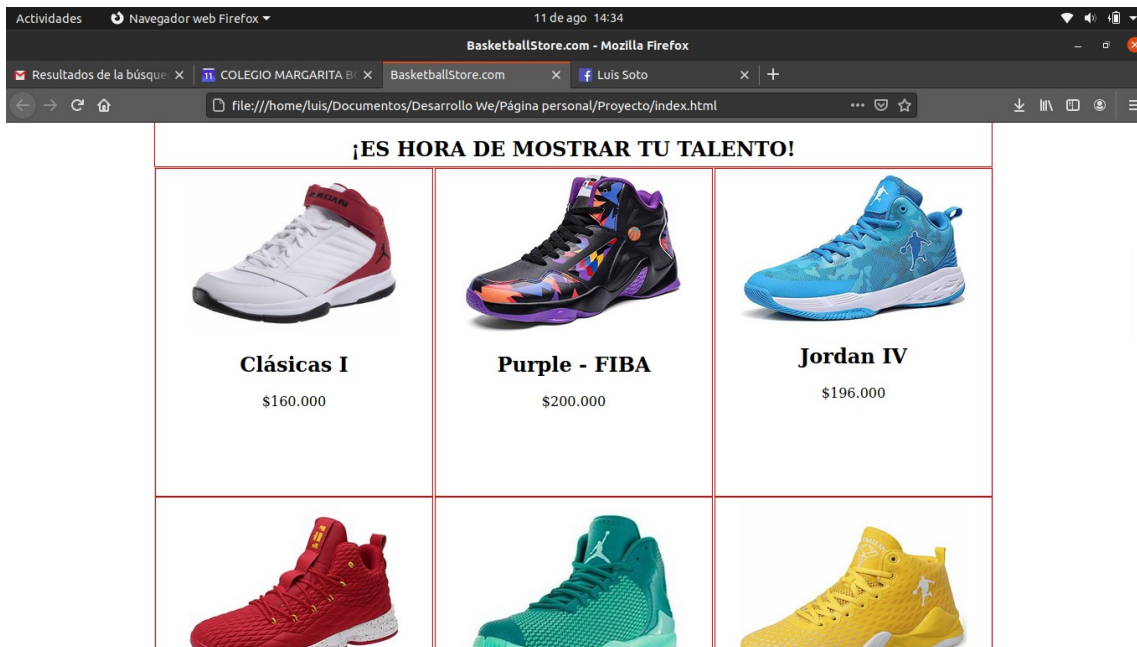 Actividades Navegador web Firefox 11 de ago 14:34
BasketballStore.com - Mozilla Firefox
Resultados de la búsque COLEGIO MARGARITA BO BasketballStore.com Luis Soto
file:///home/luis/Documentos/Desarrollo We/Página personal/Proyecto/index.html
¡ES HORA DE MOSTRAR TU TALENTO!
Clásicas I Purple - FIBA Jordan IV
$160.000 $200.000 $196.000